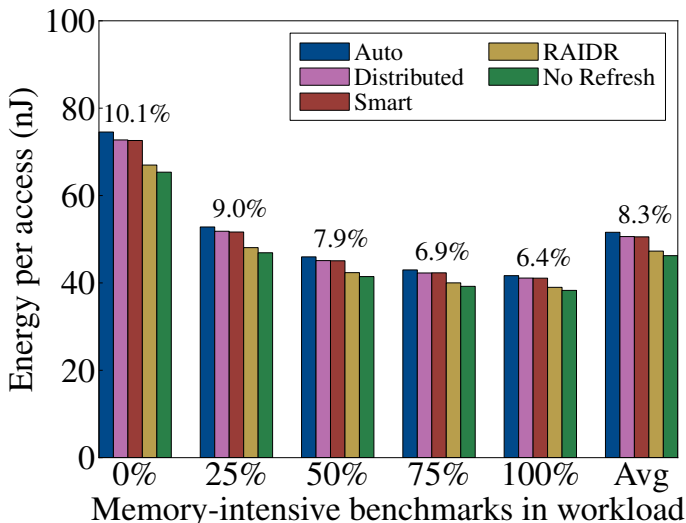 Energy per access (nJ)
100
80
60
40
20
0
Auto
Distributed
Smart
RAIDR
No Refresh
10.1%
9.0%
7.9%
6.9%
6.4%
8.3%
0% 25% 50% 75% 100% Avg
Memory-intensive benchmarks in workload